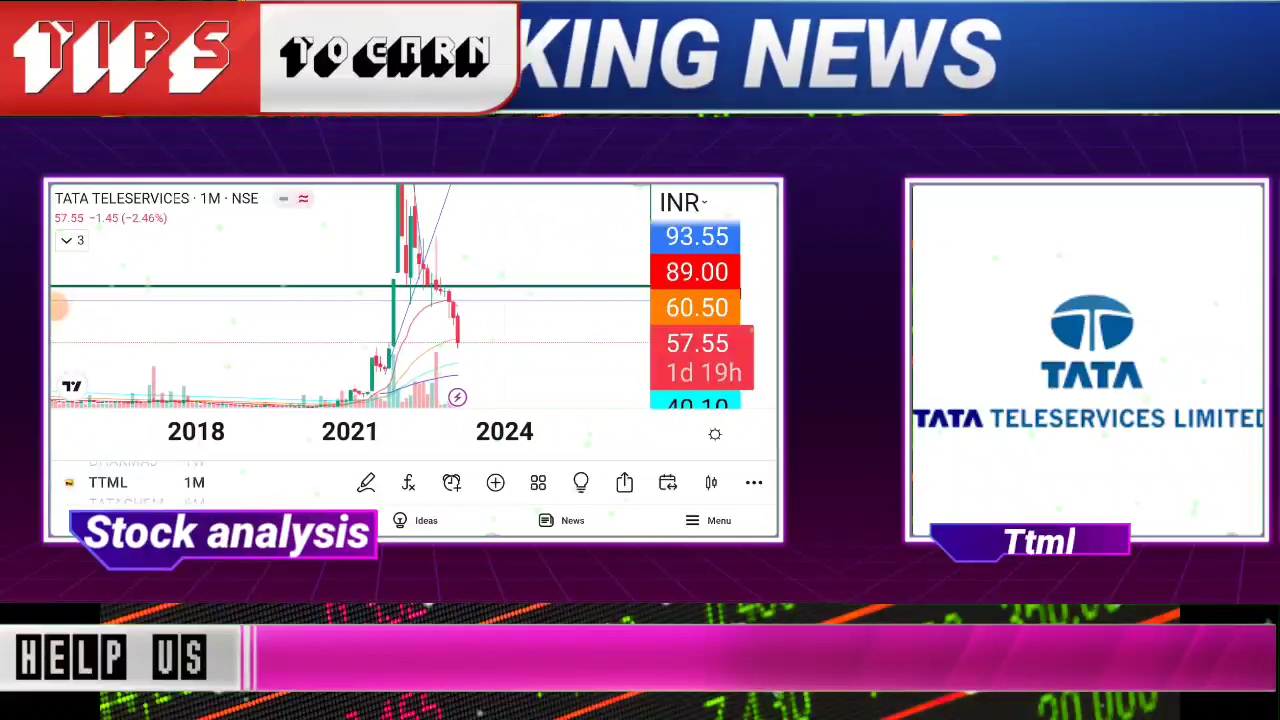 TIPS
TO EARN
KING NEWS
TATA TELESERVICES · 1M · NSE
57.55 −1.45 (−2.46%)
3
INR
93.55
89.00
60.50
57.55
1d 19h
40.10
2018 2021 2024
TTML 1M
Ideas News Menu
Stock analysis
TATA
TATA TELESERVICES LIMITED
Ttml
HELP US